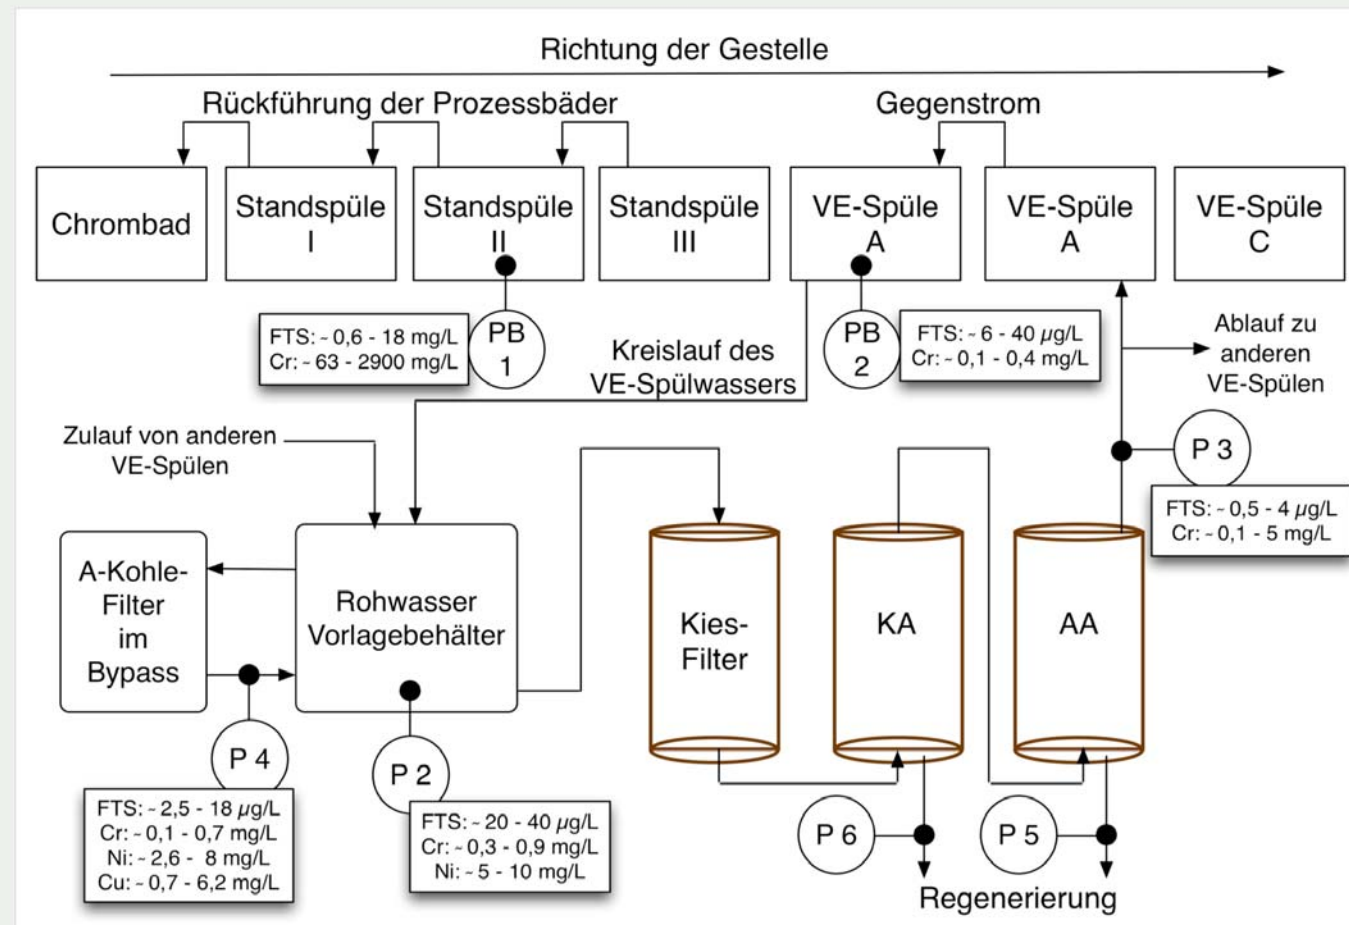 Richtung der Gestelle
Rückführung der Prozessbäder
Gegenstrom
Chrombad
Standspüle
I
Standspüle
II
Standspüle
III
VE-Spüle
A
VE-Spüle
A
VE-Spüle
C
FTS: ~ 0,6 - 18 mg/L
Cr: ~ 63 - 2900 mg/L
PB
1
Kreislauf des
VE-Spülwassers
PB
2
FTS: ~ 6 - 40 µg/L
Cr: ~ 0,1 - 0,4 mg/L
Ablauf zu
anderen
VE-Spülen
Zulauf von anderen
VE-Spülen
P 3
FTS: ~ 0,5 - 4 µg/L
Cr: ~ 0,1 - 5 mg/L
A-Kohle-
Filter
im
Bypass
Rohwasser
Vorlagebehälter
Kies-
Filter
KA
AA
P 4
FTS: ~ 2,5 - 18 µg/L
Cr: ~ 0,1 - 0,7 mg/L
Ni: ~ 2,6 - 8 mg/L
Cu: ~ 0,7 - 6,2 mg/L
P 2
FTS: ~ 20 - 40 µg/L
Cr: ~ 0,3 - 0,9 mg/L
Ni: ~ 5 - 10 mg/L
P 6
P 5
Regenerierung